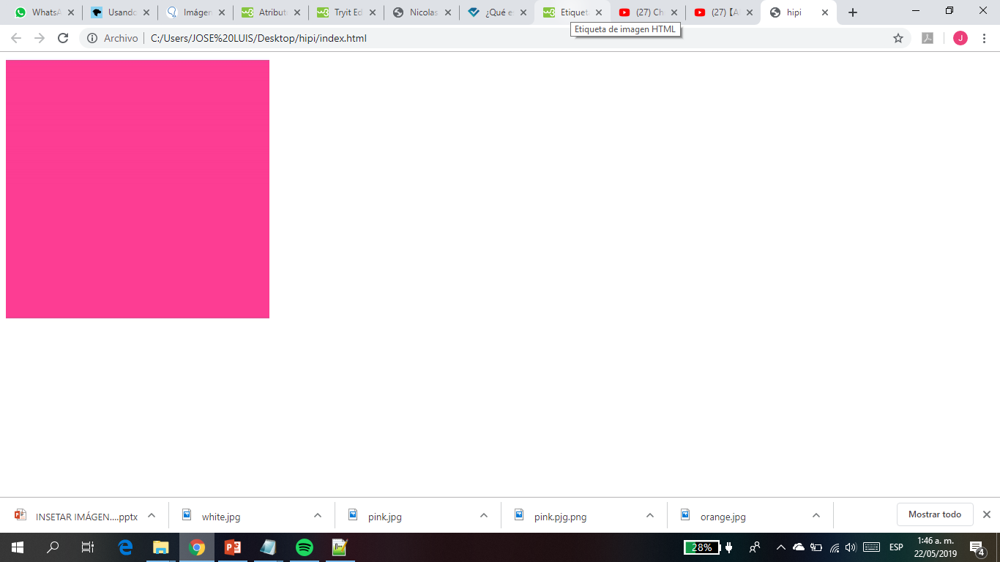 WhatsA
Usando
Imágen
Atribut
Tryit Ed
Nicolas
¿Qué e
Etiquet
(27) Ch
(27)【A
hipi
Archivo
C:/Users/JOSE%20LUIS/Desktop/hipi/index.html
J
Etiqueta de imagen HTML
INSETAR IMÁGEN....pptx
white.jpg
pink.jpg
pink.pjg.png
orange.jpg
Mostrar todo
28%
ESP
1:46 a. m.
22/05/2019
4